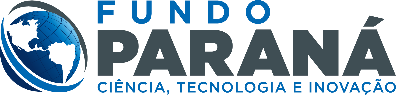 FUNDO
PARANÁ
CIÊNCIA, TECNOLOGIA E INOVAÇÃO